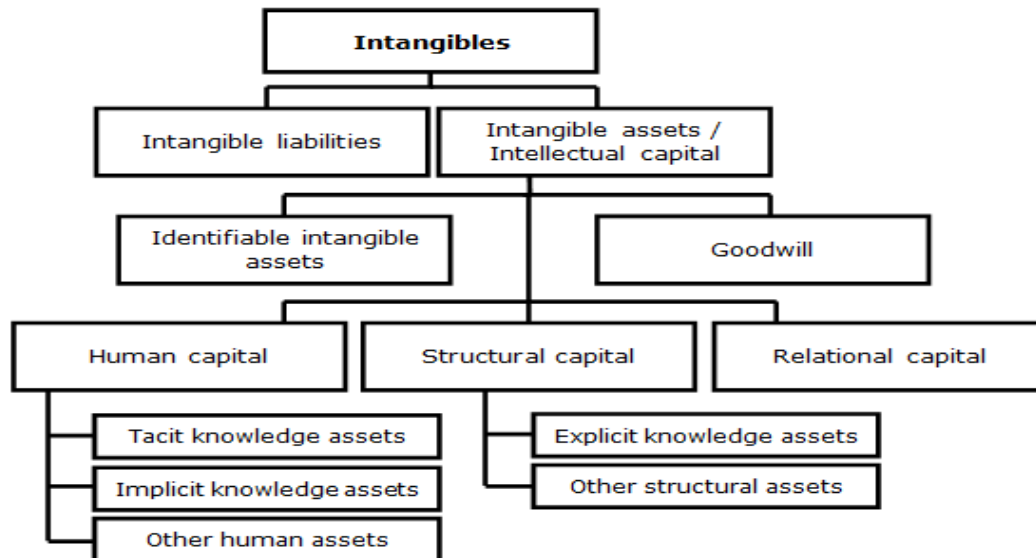 Intangibles
Intangible liabilities
Intangible assets /
Intellectual capital
Identifiable intangible
assets
Goodwill
Human capital
Structural capital
Relational capital
Tacit knowledge assets
Implicit knowledge assets
Other human assets
Explicit knowledge assets
Other structural assets